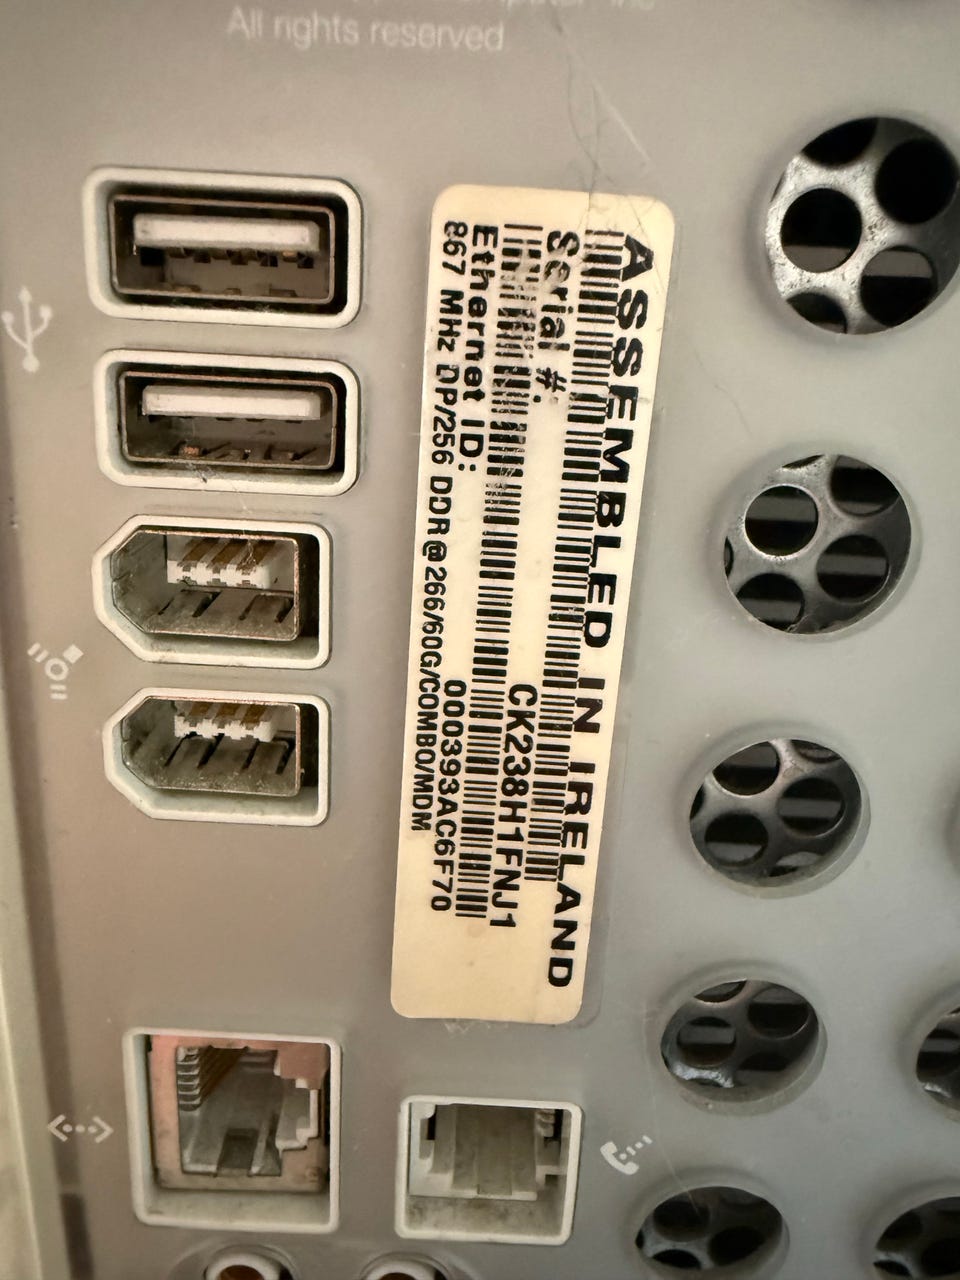 All rights reserved
ASSEMBLED IN IRELAND
Serial #: CK238H1FNJ1
Ethernet ID: 000393AC6F70
867 MHz DP/256 DDR@266/60G/COMBO/MDM